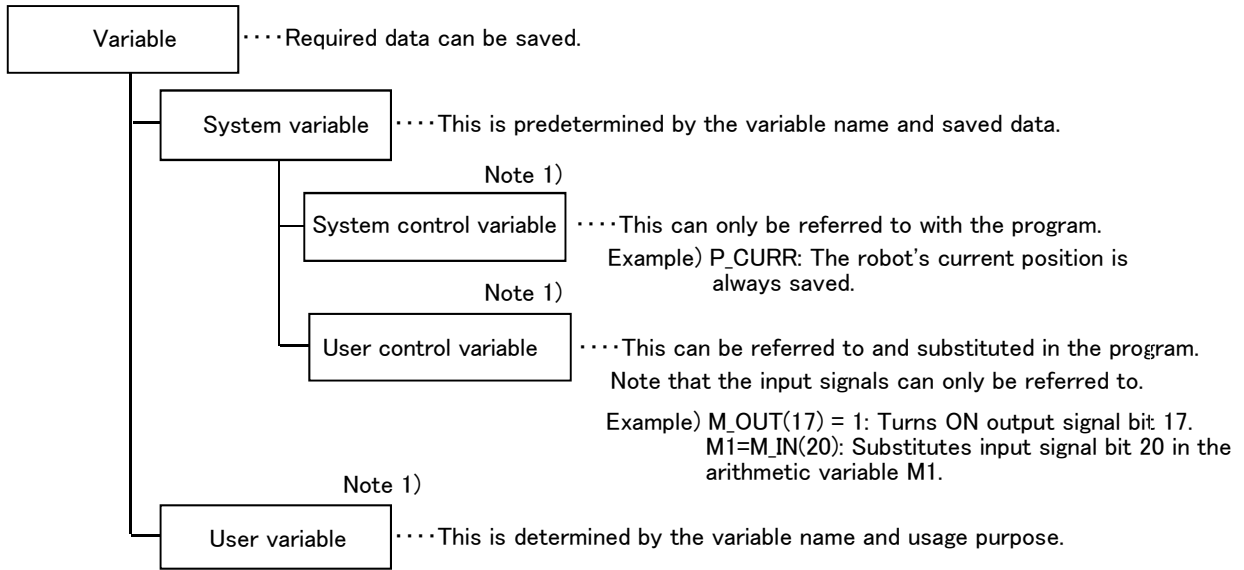 Variable ····Required data can be saved.
System variable ····This is predetermined by the variable name and saved data.
Note 1)
System control variable ····This can only be referred to with the program.
Example) P_CURR: The robot's current position is
always saved.
Note 1)
User control variable ····This can be referred to and substituted in the program.
Note that the input signals can only be referred to.
Example) M_OUT(17) = 1: Turns ON output signal bit 17.
M1=M_IN(20): Substitutes input signal bit 20 in the
arithmetic variable M1.
Note 1)
User variable ····This is determined by the variable name and usage purpose.